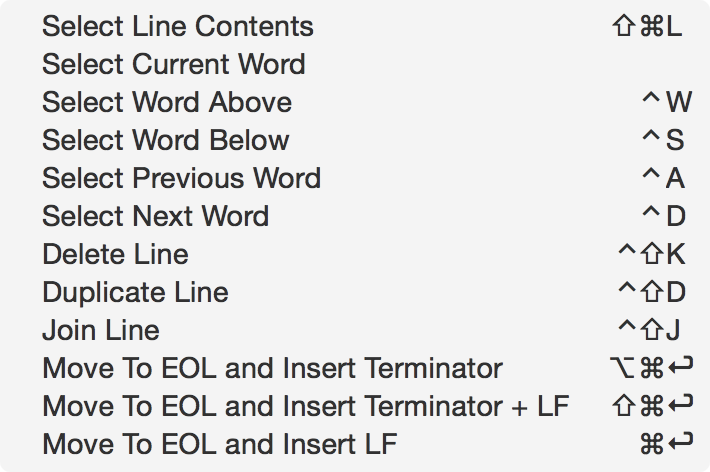 Select Line Contents ⇧⌘L
Select Current Word
Select Word Above ^W
Select Word Below ^S
Select Previous Word ^A
Select Next Word ^D
Delete Line ^⇧K
Duplicate Line ^⇧D
Join Line ^⇧J
Move To EOL and Insert Terminator ⌥⌘↩
Move To EOL and Insert Terminator + LF ⇧⌘↩
Move To EOL and Insert LF ⌘↩